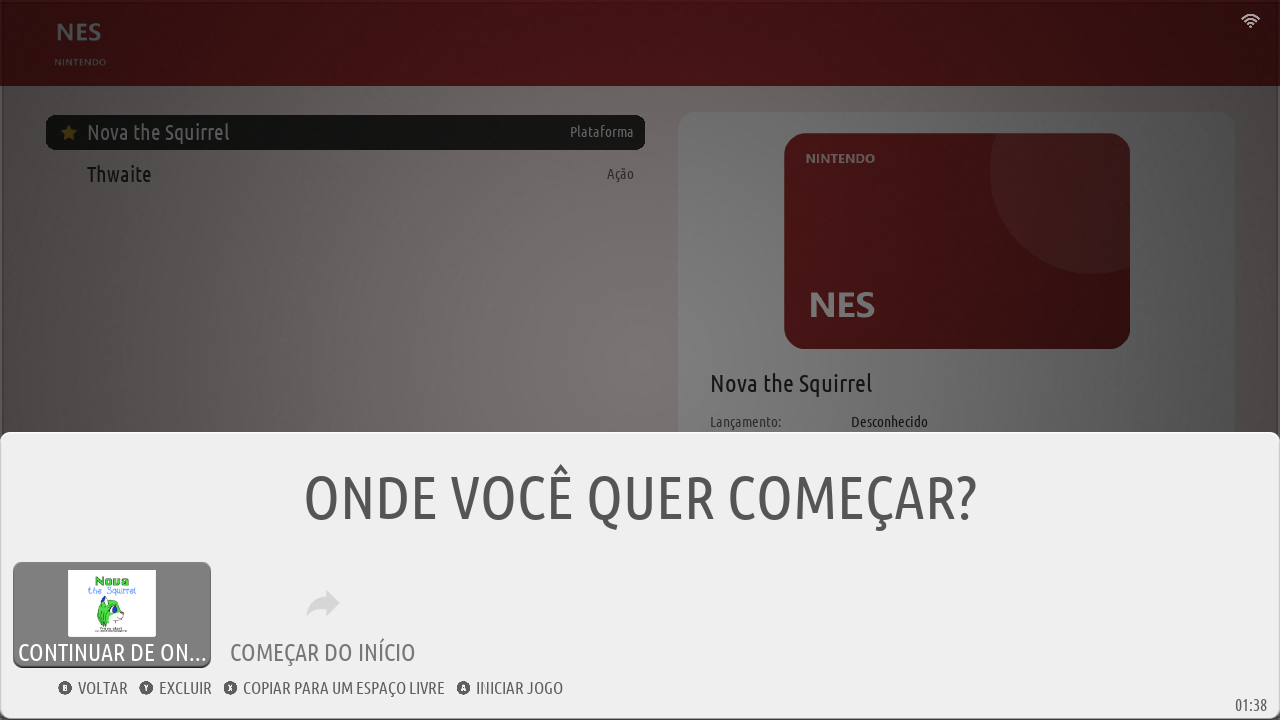 NES
NINTENDO
Nova the Squirrel Plataforma
Thwaite Ação
NINTENDO
NES
Nova the Squirrel
Lançamento: Desconhecido
ONDE VOCÊ QUER COMEÇAR?
Nova
the Squirrel
CONTINUAR DE ON...
COMEÇAR DO INÍCIO
B VOLTAR Y EXCLUIR X COPIAR PARA UM ESPAÇO LIVRE A INICIAR JOGO
01:38